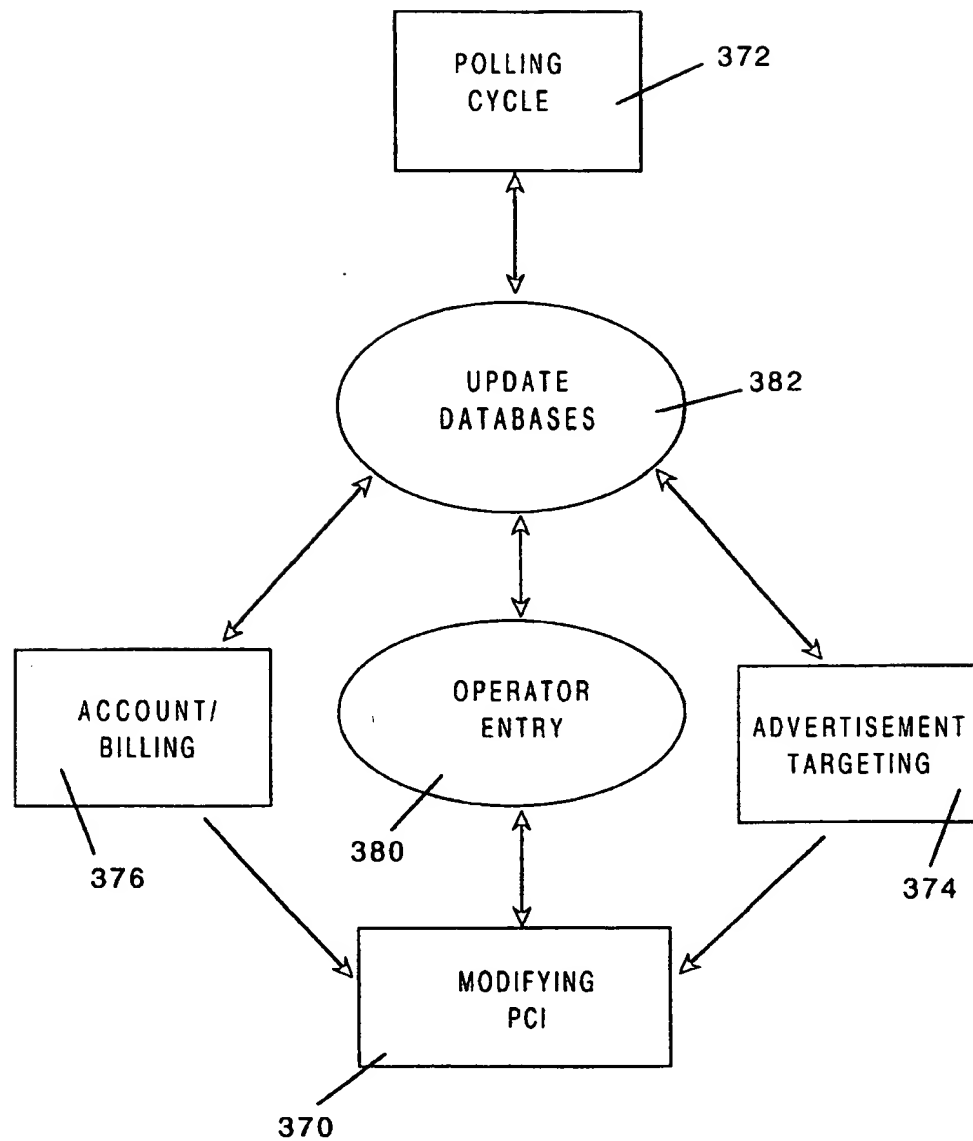 POLLING
CYCLE
372
UPDATE
DATABASES
382
ACCOUNT/
BILLING
376
OPERATOR
ENTRY
380
ADVERTISEMENT
TARGETING
374
MODIFYING
PCI
370